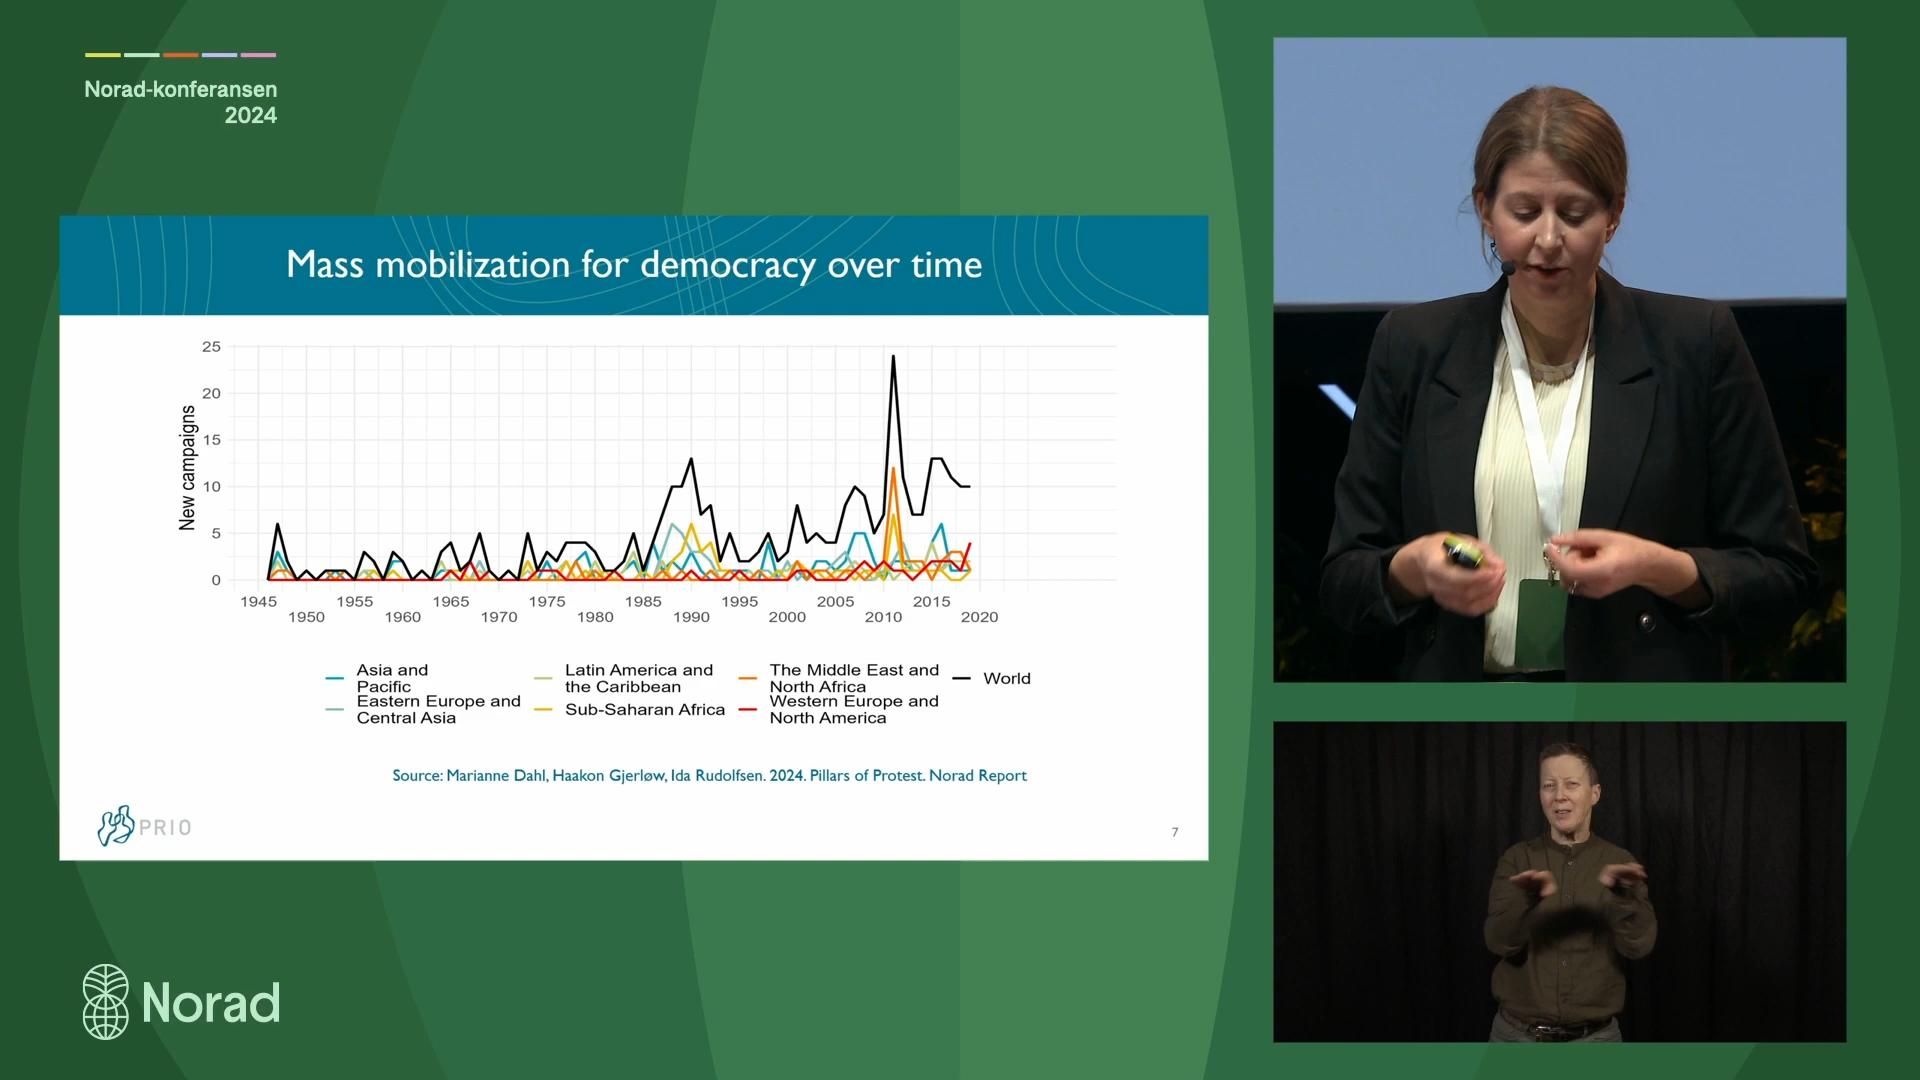 Norad-konferansen
2024
Mass mobilization for democracy over time
New campaigns
25
20
15
10
5
0
1945
1955
1965
1975
1985
1995
2005
2015
1950
1960
1970
1980
1990
2000
2010
2020
Asia and
Pacific
Eastern Europe and
Central Asia
Latin America and
the Caribbean
Sub-Saharan Africa
The Middle East and
North Africa
Western Europe and
North America
World
Source: Marianne Dahl, Haakon Gjerløw, Ida Rudolfsen. 2024. Pillars of Protest. Norad Report
PRIO
7
Norad